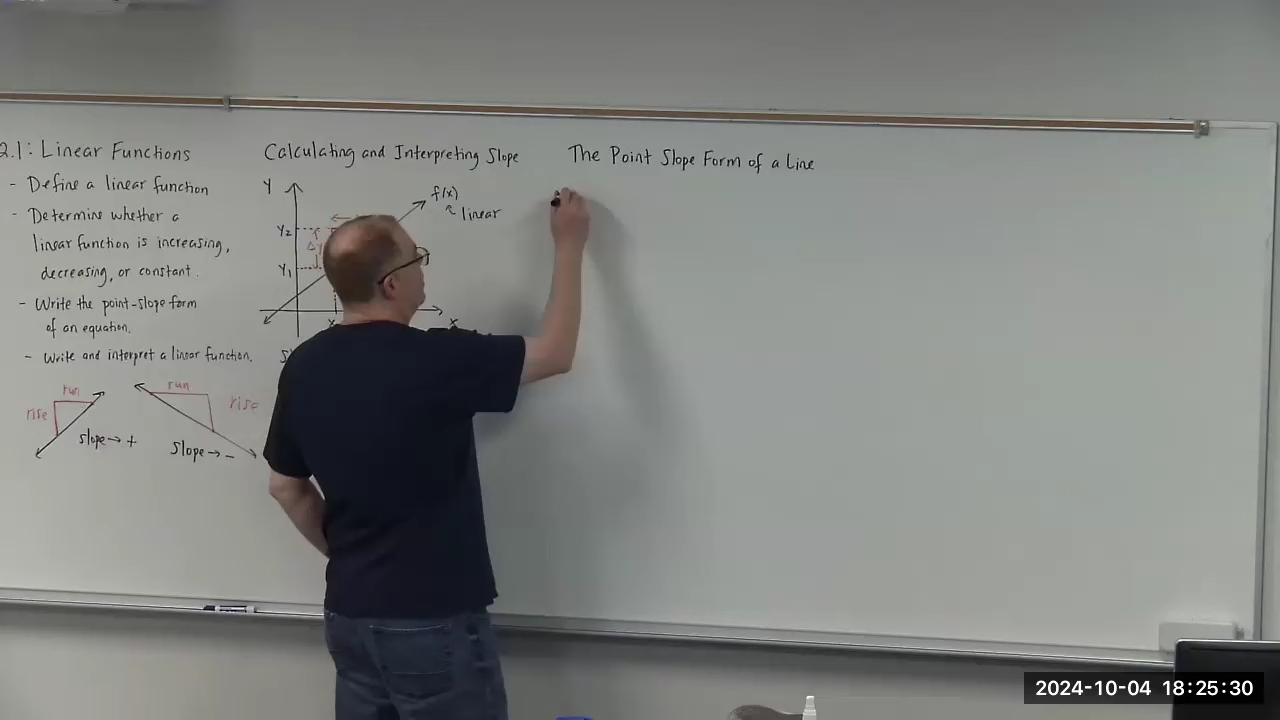 2.1: Linear Functions
- Define a linear function
- Determine whether a
linear function is increasing,
decreasing, or constant.
- Write the point-slope form
of an equation.
- Write and interpret a linear function.
run
rise
slope → +
run
rise
slope → -
Calculating and Interpreting Slope
Y
f(x)
linear
Y2
Δ
Y1
x
x
The Point Slope Form of a Line
2024-10-04 18:25:30